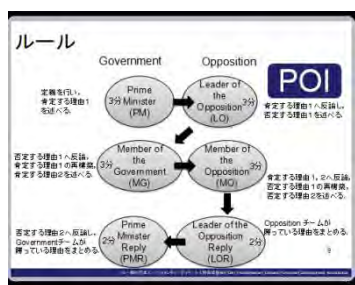 ルール
Government
Opposition
POI
定義を行い、
肯定する理由1
を述べる。
3分
Prime
Minister
(PM)
Leader of
the
Opposition
(LO)
3分
肯定する理由1へ反論し、
否定する理由1を述べる。
否定する理由1へ反論、
肯定する理由1の再構築、
肯定する理由2を述べる。
3分
Member of
the
Government
(MG)
Member of
the
Opposition
(MO)
3分
肯定する理由1, 2へ反論、
否定する理由1の再構築、
否定する理由2を述べる。
否定する理由2へ反論し、
Governmentチームが
勝っている理由をまとめる。
2分
Prime
Minister
Reply
(PMR)
Leader of the
Opposition
Reply
(LOR)
2分
Opposition チームが
勝っている理由をまとめる。
9